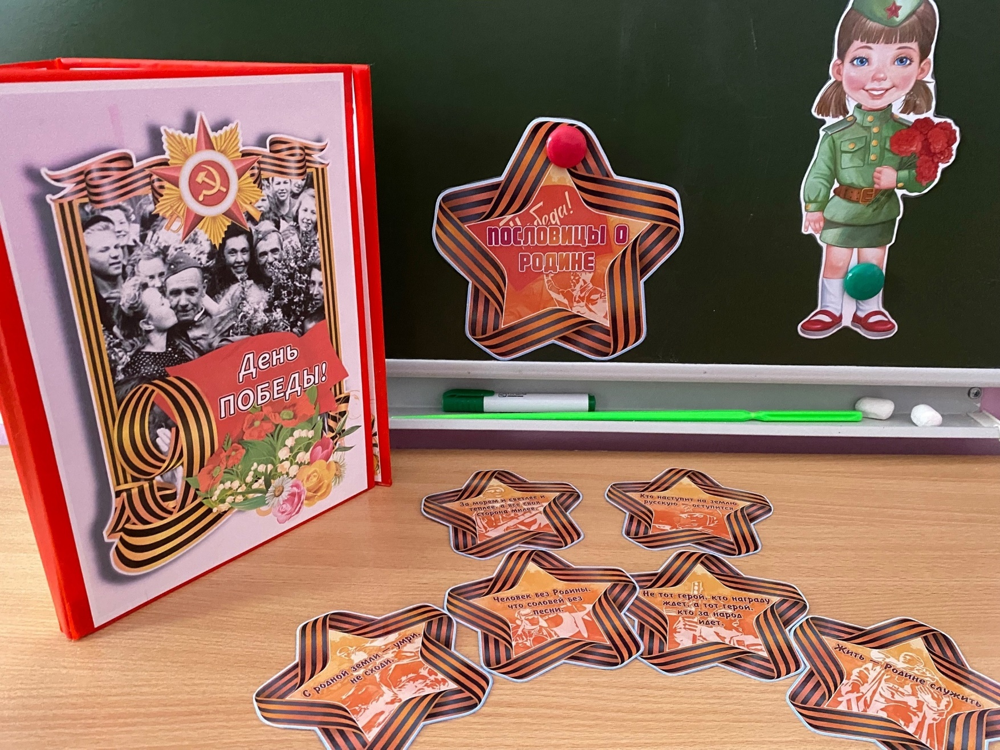 День
ПОБЕДЫ!
9
Победа!
ПОСЛОВИЦЫ О
РОДИНЕ
За морем и светлее и
теплее, а все своя
сторона милее.
Кто наступит на землю
русскую – оступится
Человек без Родины,
что соловей без
песни.
Не тот герой, кто награду
ждет, а тот герой,
кто за народ
идет.
С родной земли — умри,
не сходи.
Жить — Родине служить